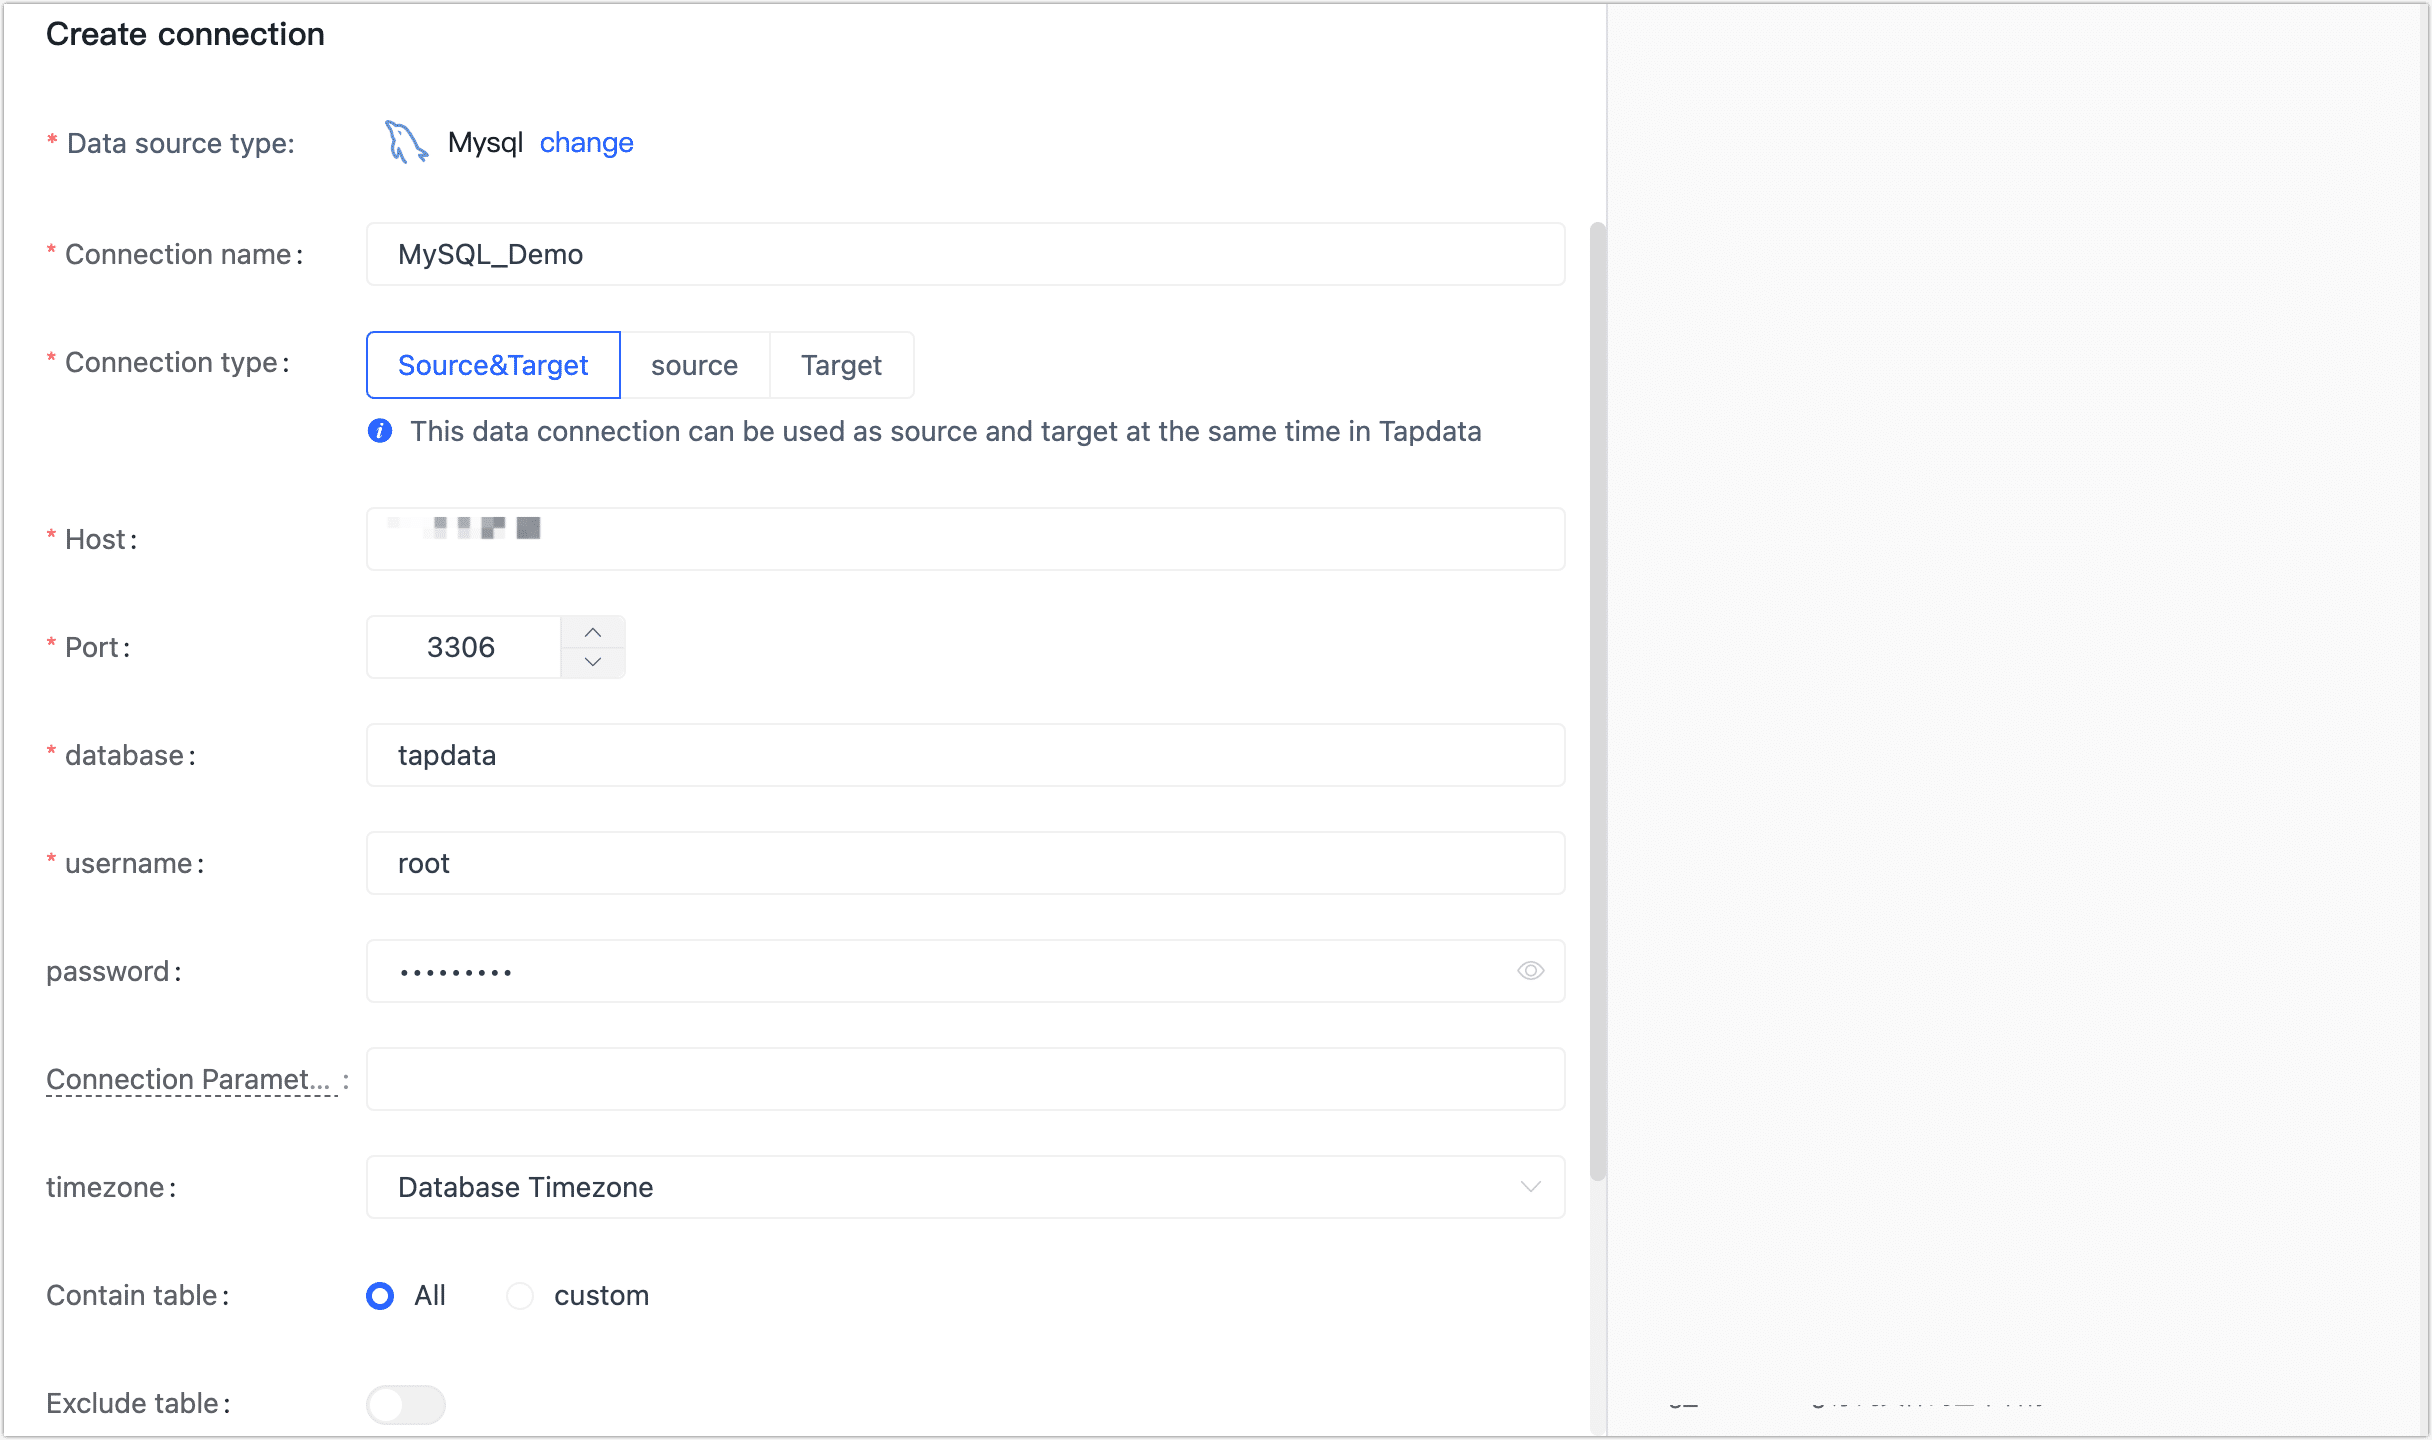 Create connection
* Data source type: Mysql change
* Connection name: MySQL_Demo
* Connection type: Source&Target source Target
This data connection can be used as source and target at the same time in Tapdata
* Host:
* Port: 3306
* database: tapdata
* username: root
password: •••••••••
Connection Paramet... :
timezone: Database Timezone
Contain table: All custom
Exclude table: